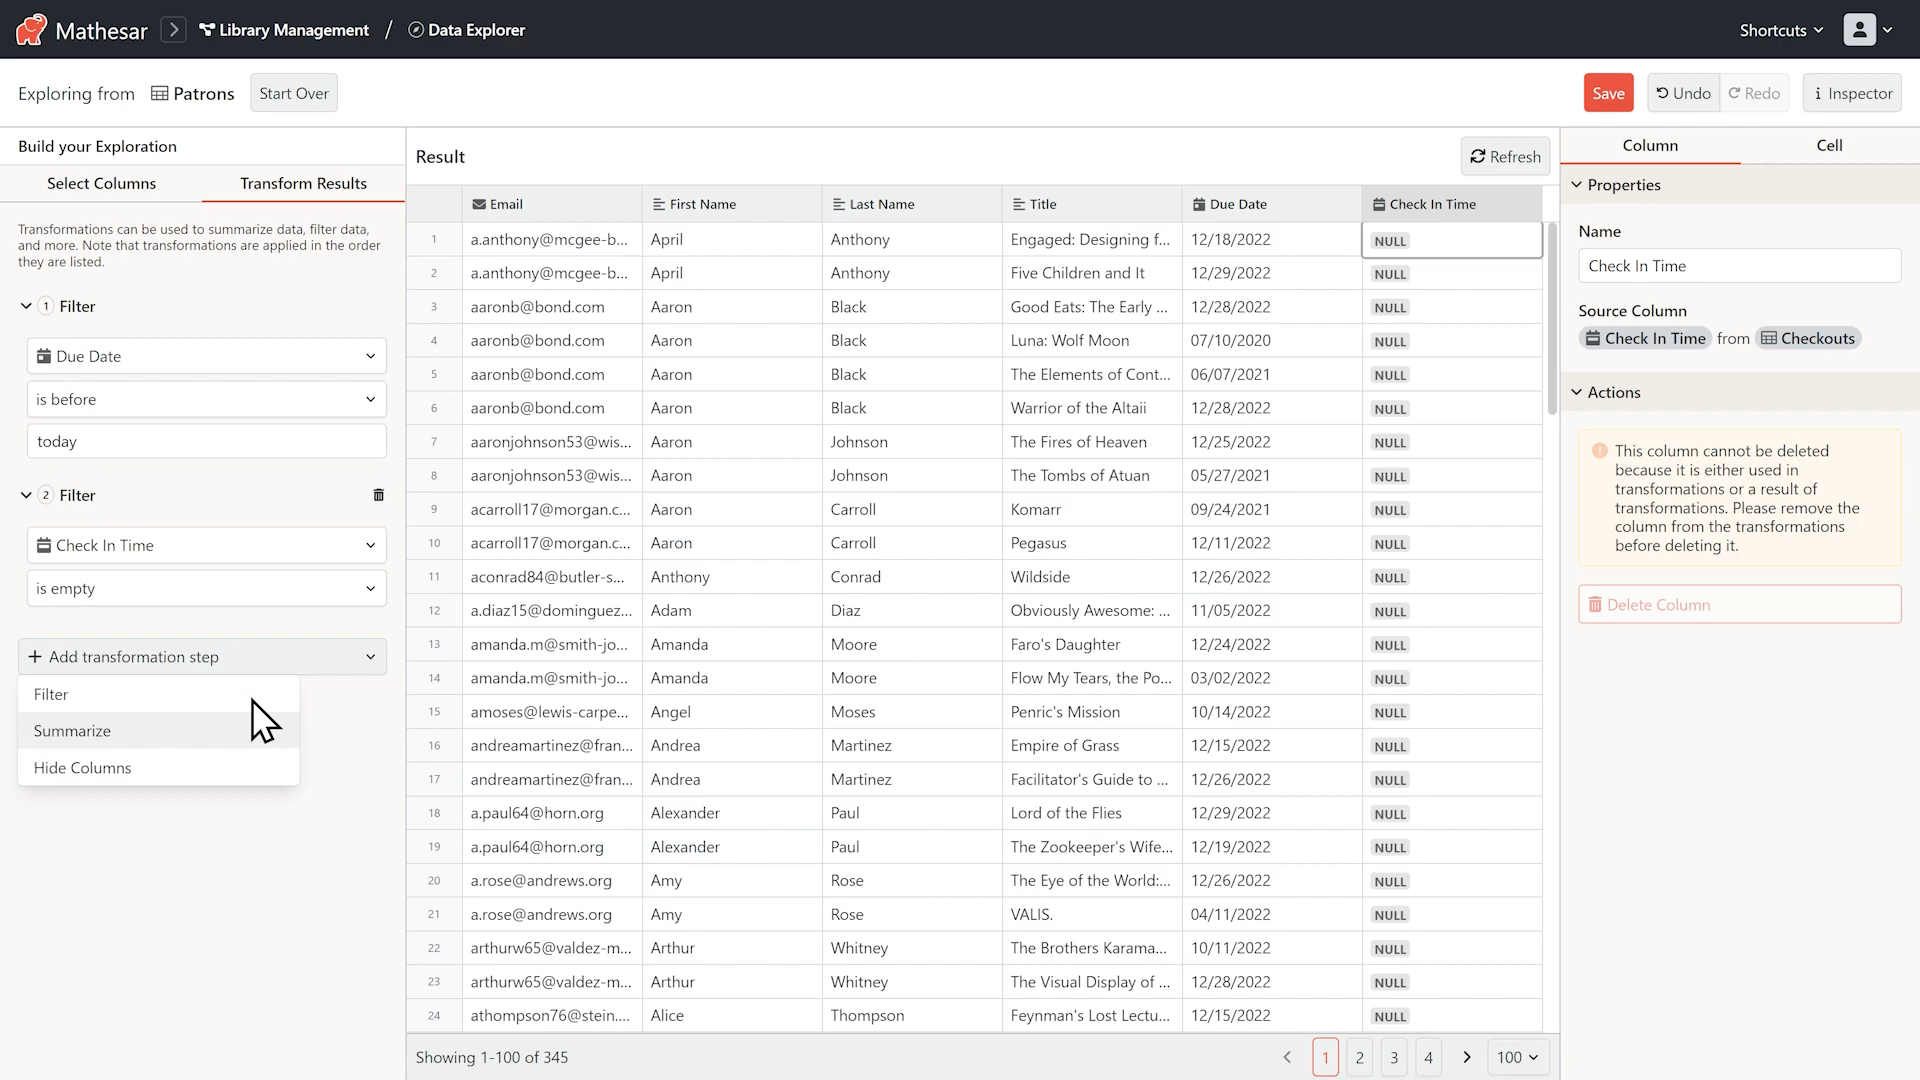 Mathesar
Library Management / Data Explorer
Shortcuts
Exploring from Patrons Start Over
Save Undo Redo Inspector
Build your Exploration
Select Columns Transform Results
Transformations can be used to summarize data, filter data,
and more. Note that transformations are applied in the order
they are listed.
1 Filter
Due Date
is before
today
2 Filter
Check In Time
is empty
+ Add transformation step
Filter
Summarize
Hide Columns
Result
Refresh
Email First Name Last Name Title Due Date Check In Time
1 a.anthony@mcgee-b... April Anthony Engaged: Designing f... 12/18/2022 NULL
2 a.anthony@mcgee-b... April Anthony Five Children and It 12/29/2022 NULL
3 aaronb@bond.com Aaron Black Good Eats: The Early ... 12/28/2022 NULL
4 aaronb@bond.com Aaron Black Luna: Wolf Moon 07/10/2020 NULL
5 aaronb@bond.com Aaron Black The Elements of Cont... 06/07/2021 NULL
6 aaronb@bond.com Aaron Black Warrior of the Altaii 12/28/2022 NULL
7 aaronjohnson53@wis... Aaron Johnson The Fires of Heaven 12/25/2022 NULL
8 aaronjohnson53@wis... Aaron Johnson The Tombs of Atuan 05/27/2021 NULL
9 acarroll17@morgan.c... Aaron Carroll Komarr 09/24/2021 NULL
10 acarroll17@morgan.c... Aaron Carroll Pegasus 12/11/2022 NULL
11 aconrad84@butler-s... Anthony Conrad Wildside 12/26/2022 NULL
12 a.diaz15@dominguez... Adam Diaz Obviously Awesome: ... 11/05/2022 NULL
13 amanda.m@smith-jo... Amanda Moore Faro's Daughter 12/24/2022 NULL
14 amanda.m@smith-jo... Amanda Moore Flow My Tears, the Po... 03/02/2022 NULL
15 amoses@lewis-carpe... Angel Moses Penric's Mission 10/14/2022 NULL
16 andreamartinez@fran... Andrea Martinez Empire of Grass 12/15/2022 NULL
17 andreamartinez@fran... Andrea Martinez Facilitator's Guide to ... 12/26/2022 NULL
18 a.paul64@horn.org Alexander Paul Lord of the Flies 12/29/2022 NULL
19 a.paul64@horn.org Alexander Paul The Zookeeper's Wife... 12/19/2022 NULL
20 a.rose@andrews.org Amy Rose The Eye of the World:... 12/26/2022 NULL
21 a.rose@andrews.org Amy Rose VALIS. 04/11/2022 NULL
22 arthurw65@valdez-m... Arthur Whitney The Brothers Karama... 10/11/2022 NULL
23 arthurw65@valdez-m... Arthur Whitney The Visual Display of ... 12/28/2022 NULL
24 athompson76@stein.... Alice Thompson Feynman's Lost Lectu... 12/15/2022 NULL
Showing 1-100 of 345
1 2 3 4 100
Column Cell
Properties
Name
Check In Time
Source Column
Check In Time from Checkouts
Actions
This column cannot be deleted
because it is either used in
transformations or a result of
transformations. Please remove the
column from the transformations
before deleting it.
Delete Column